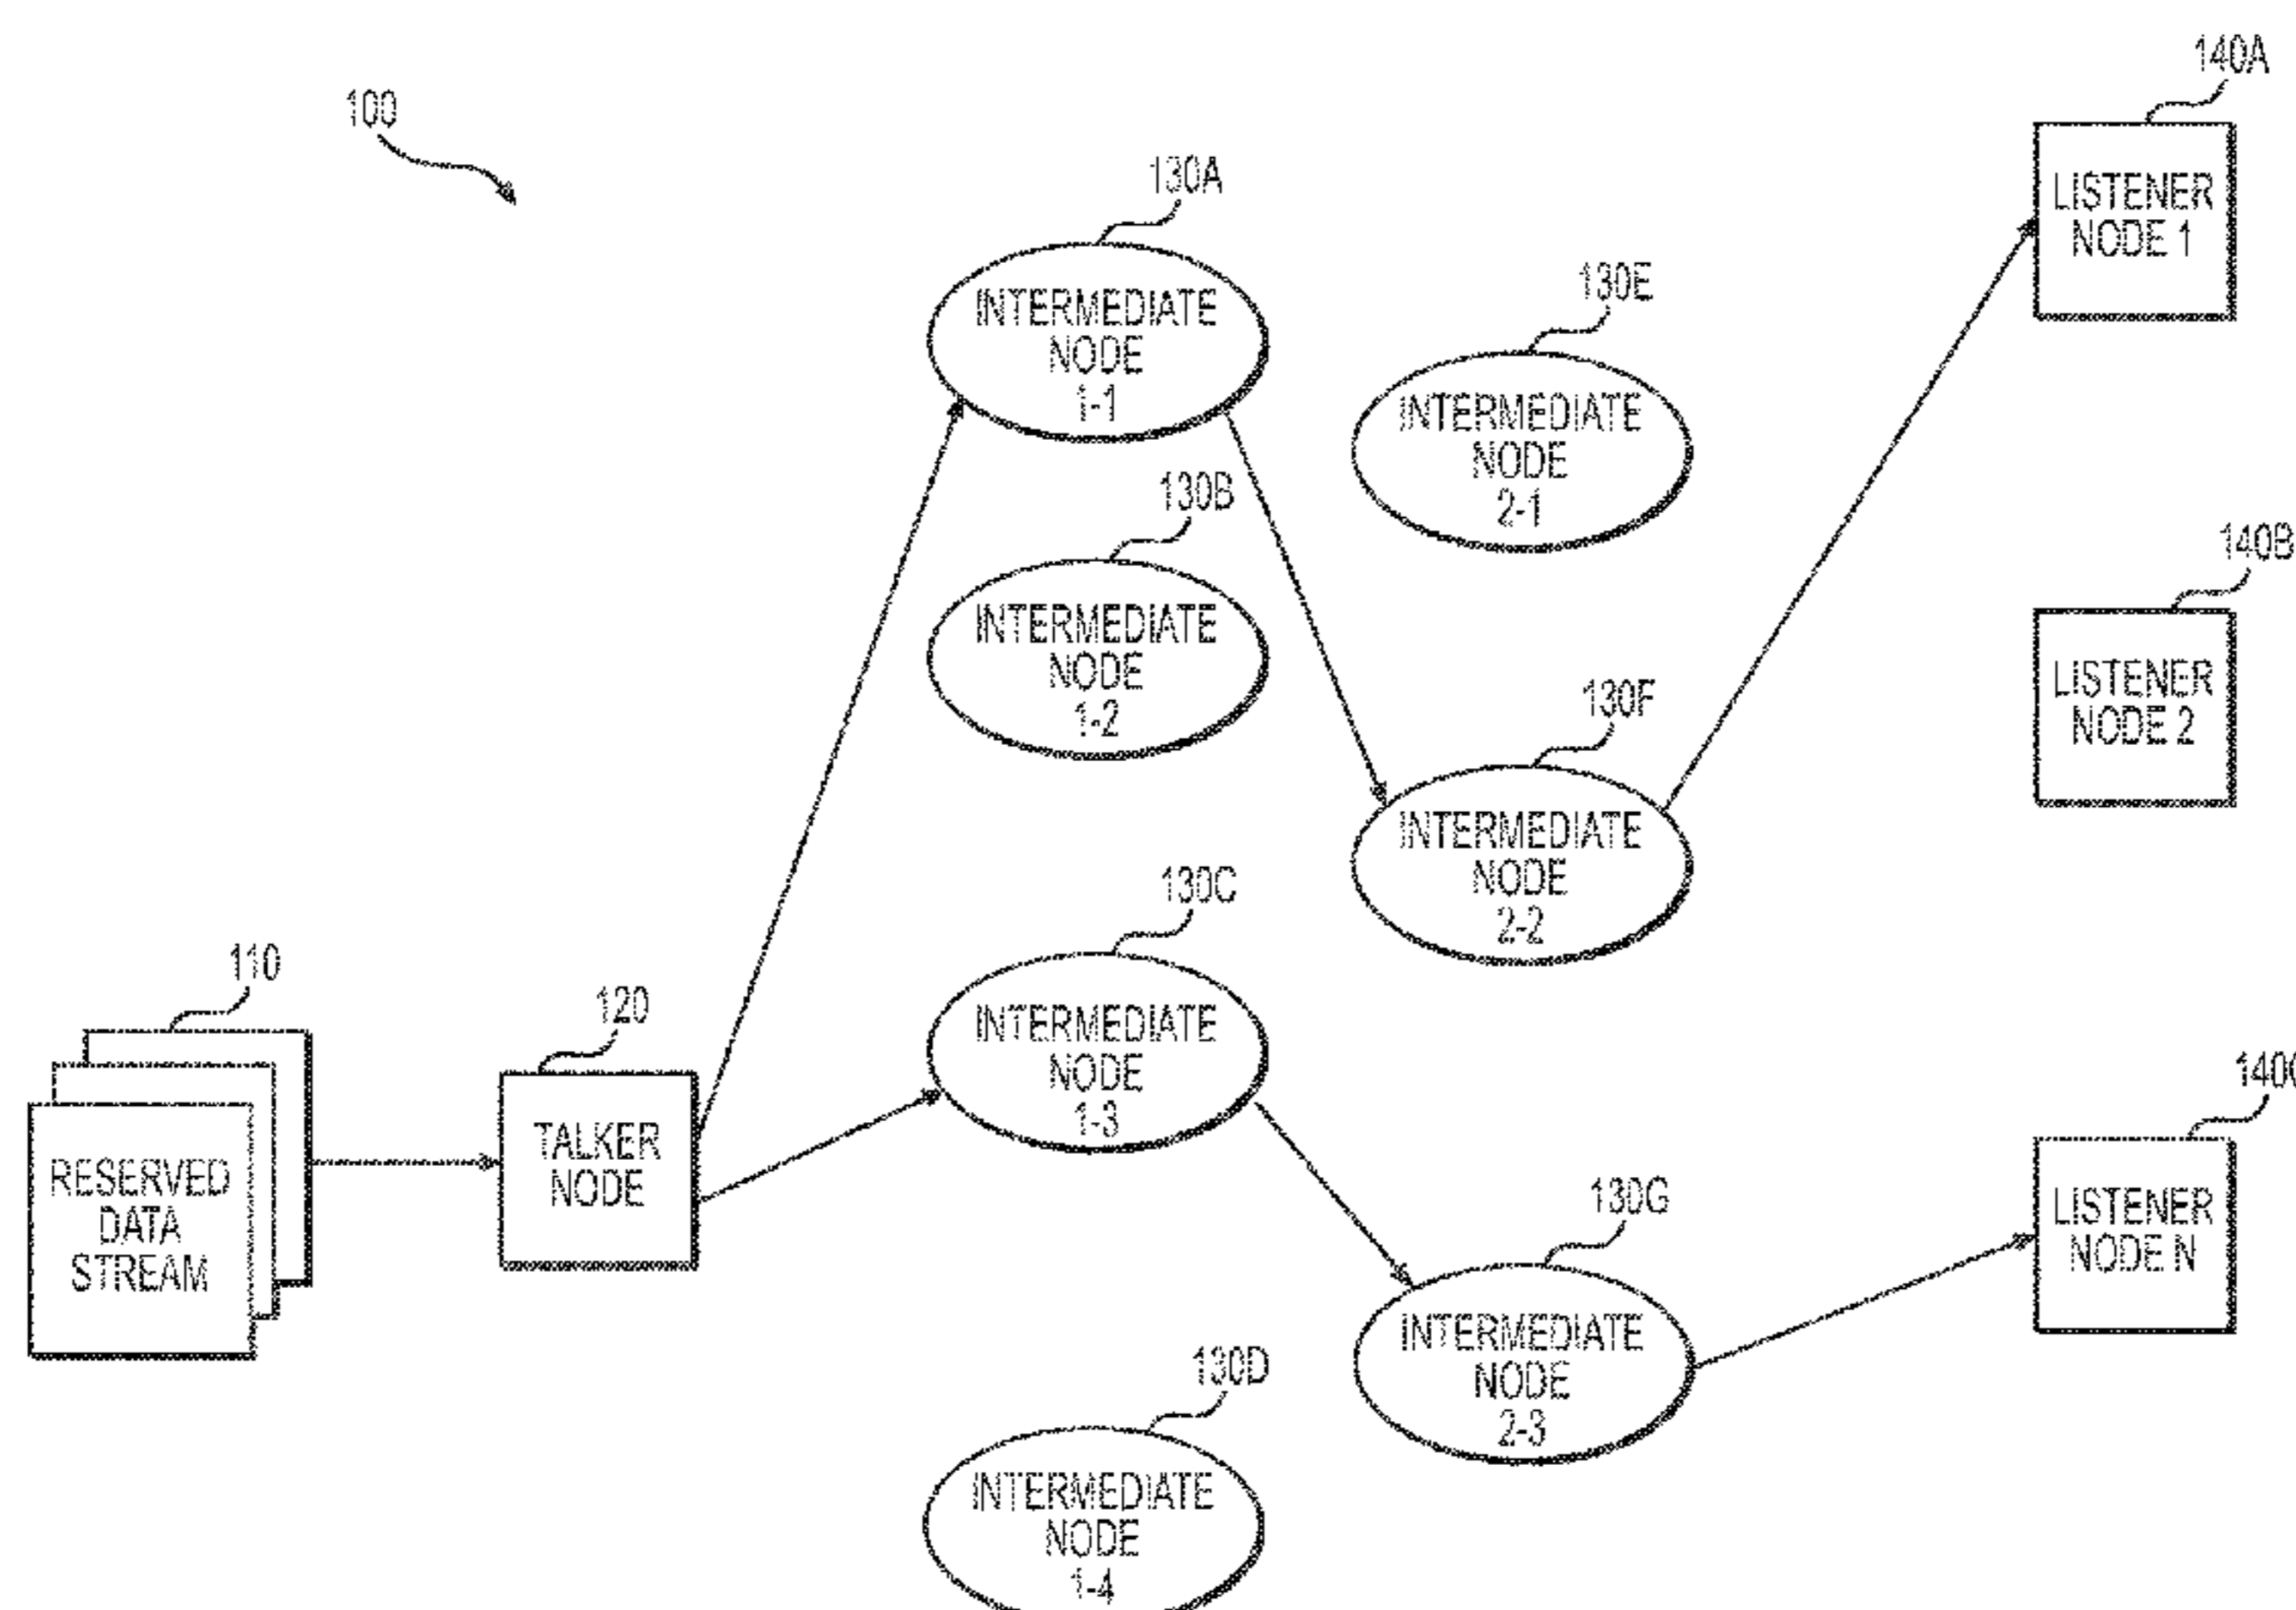 100
140A
LISTENER
NODE 1
130A
INTERMEDIATE
NODE
1-1
130E
INTERMEDIATE
NODE
2-1
130B
INTERMEDIATE
NODE
1-2
140B
LISTENER
NODE 2
130F
INTERMEDIATE
NODE
2-2
130C
INTERMEDIATE
NODE
1-3
110
RESERVED
DATA
STREAM
120
TALKER
NODE
140C
LISTENER
NODE N
130G
INTERMEDIATE
NODE
2-3
130D
INTERMEDIATE
NODE
1-4